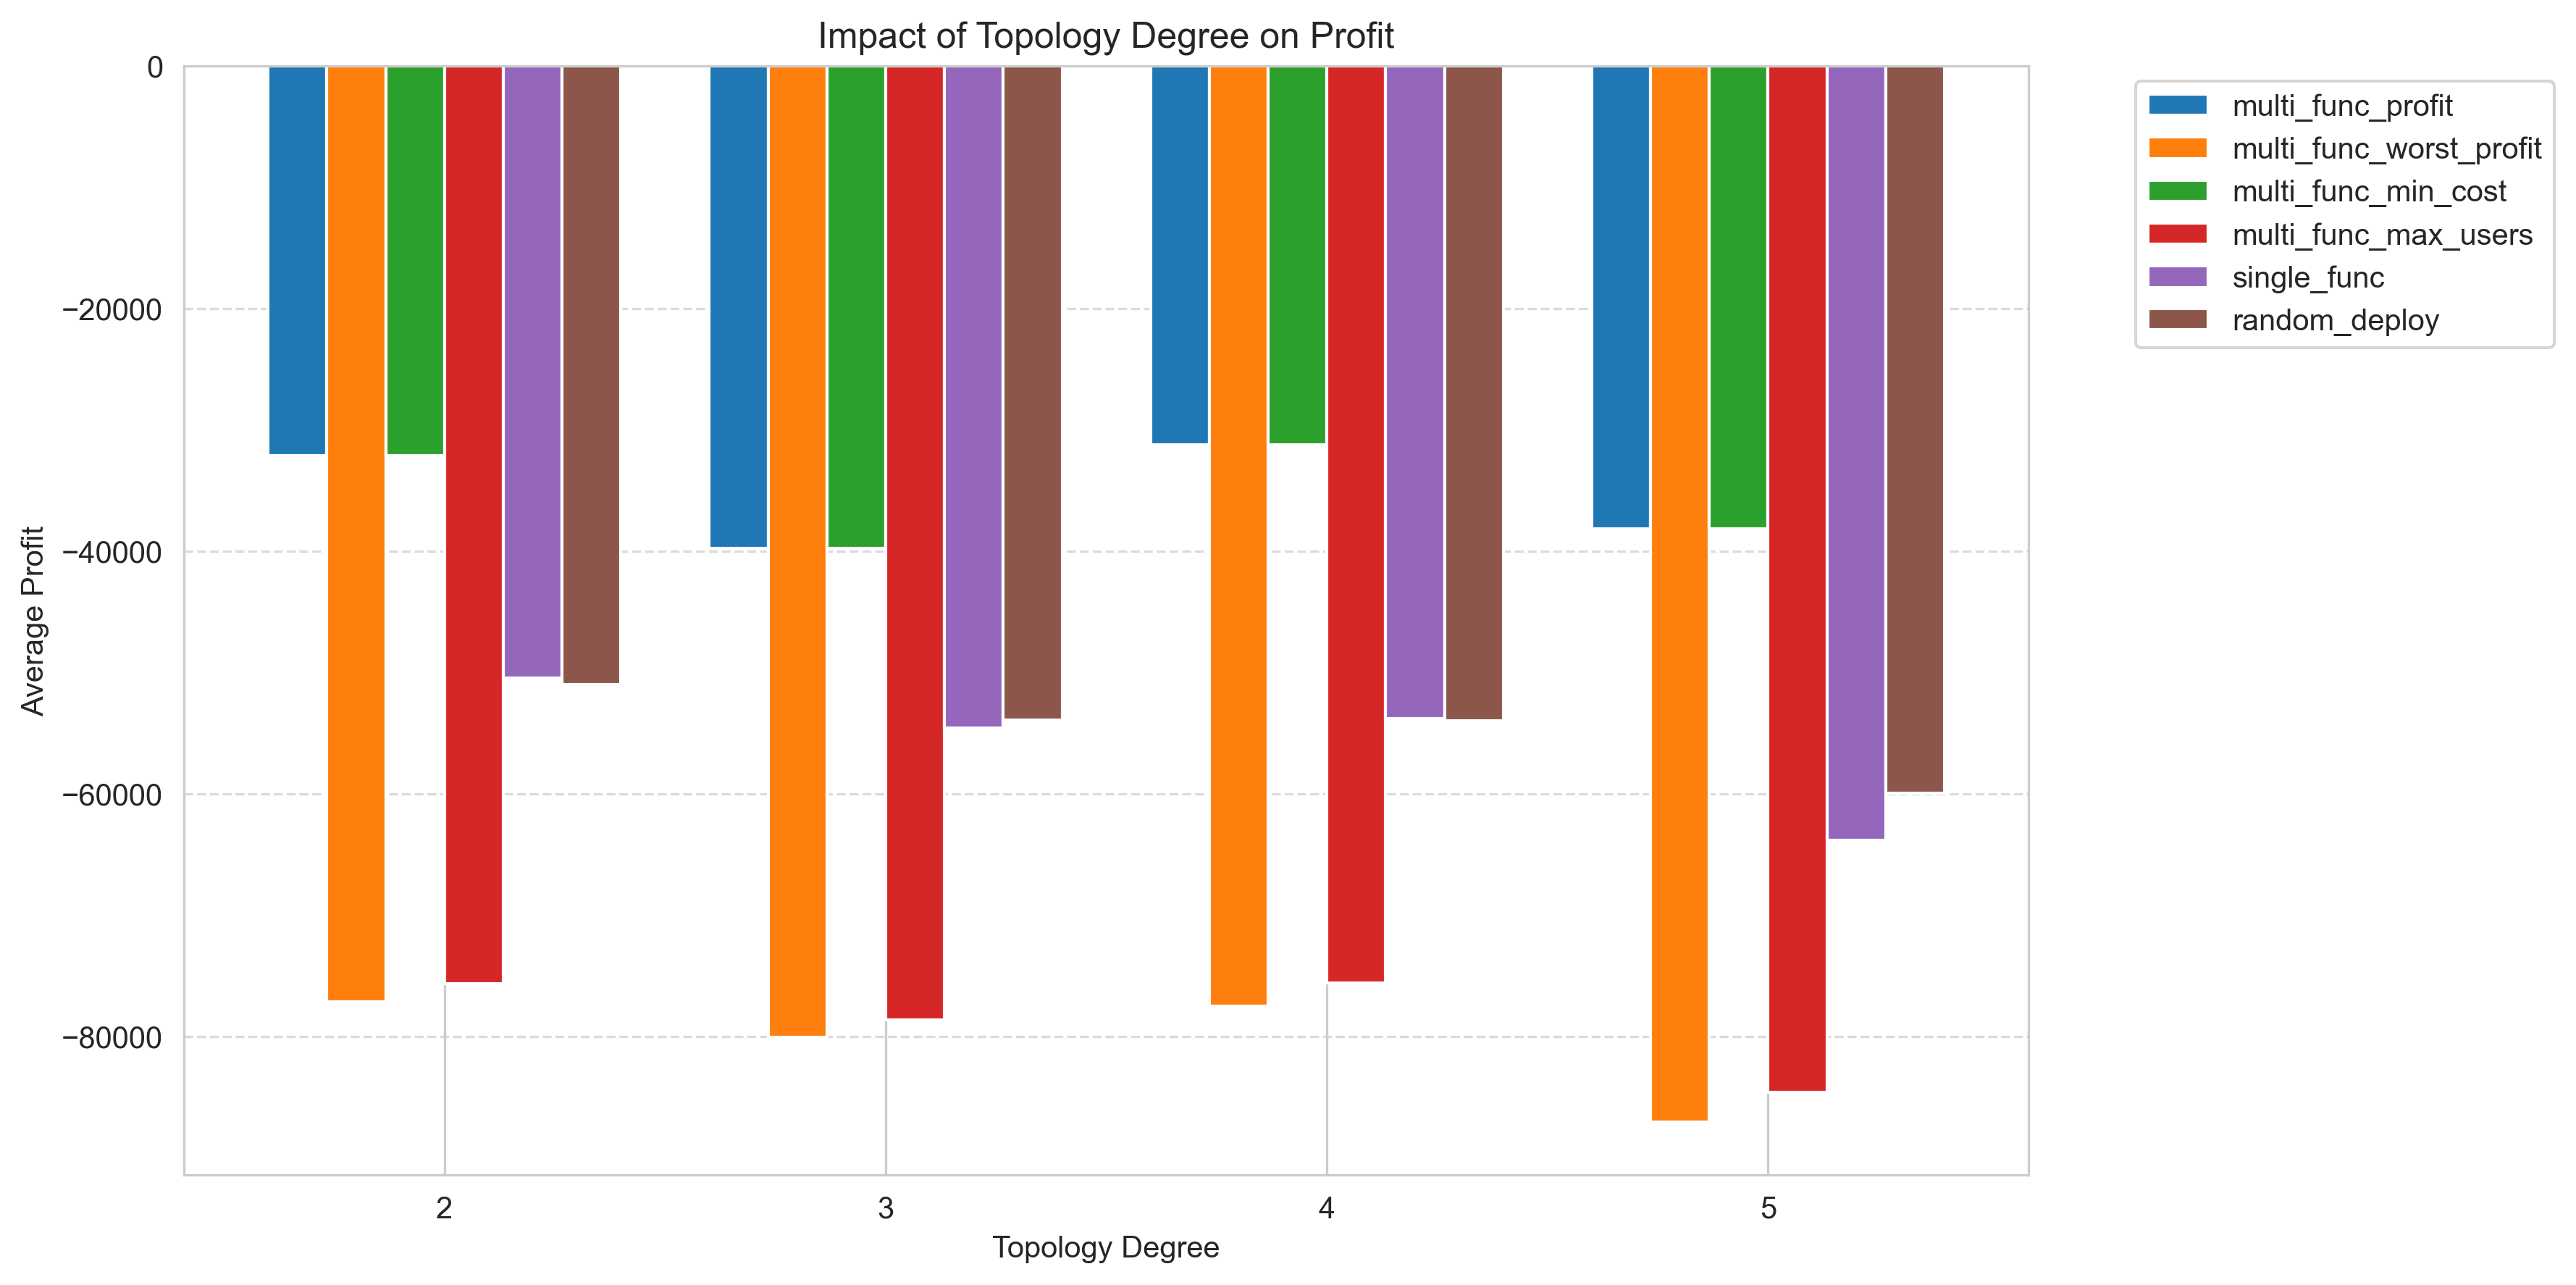 Impact of Topology Degree on Profit
0
−20000
−40000
−60000
−80000
Average Profit
2
3
4
5
Topology Degree
multi_func_profit
multi_func_worst_profit
multi_func_min_cost
multi_func_max_users
single_func
random_deploy